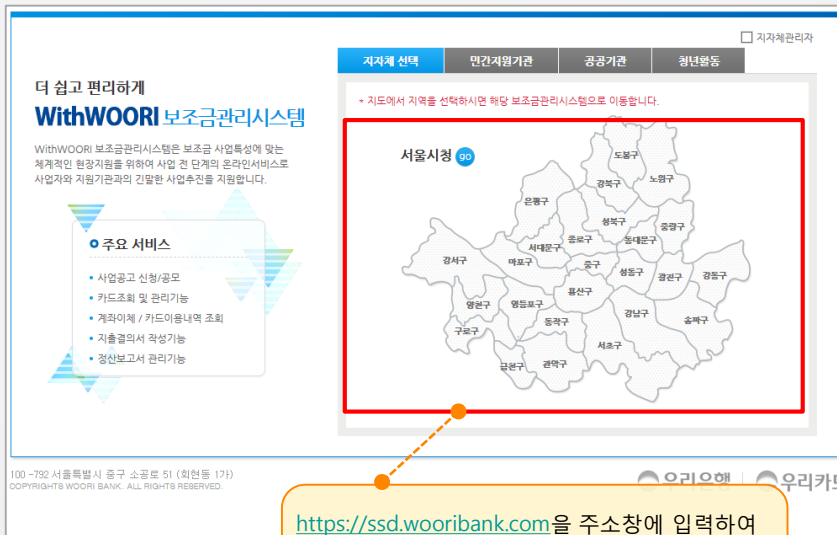 지자체관리자
지자체 선택 민간지원기관 공공기관 청년활동
더 쉽고 편리하게
WithWOORI 보조금관리시스템
WithWOORI 보조금관리시스템은 보조금 사업특성에 맞는
체계적인 현장지원을 위하여 사업 전 단계의 온라인서비스로
사업자와 지원기관과의 긴말한 사업추진을 지원합니다.
주요 서비스
사업공고 신청/공모
카드조회 및 관리기능
계좌이체 / 카드이용내역 조회
지출결의서 작성기능
정산보고서 관리기능
* 지도에서 지역을 선택하시면 해당 보조금관리시스템으로 이동합니다.
서울시청 go
도봉구
강북구 노원구
은평구
성북구 중랑구
서대문구 종로구 동대문구
강서구 마포구 중구 성동구 광진구 강동구
용산구
양천구 영등포구 강남구
구로구 동작구 송파구
서초구
금천구 관악구
100 -792 서울특별시 중구 소공로 51 (회현동 1가)
COPYRIGHTS WOORI BANK. ALL RIGHTS RESERVED.
우리은행 우리카드
https://ssd.wooribank.com을 주소창에 입력하여